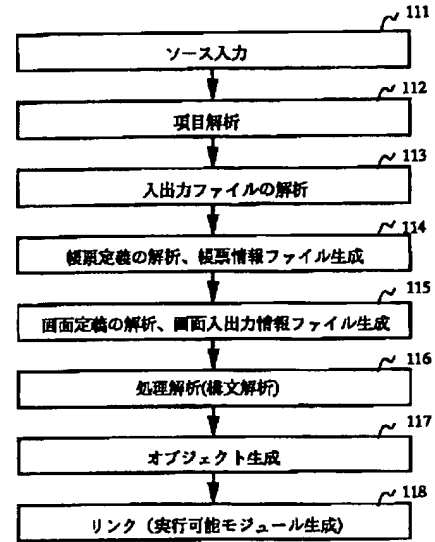 111
ソース入力
112
項目解析
113
入出力ファイルの解析
114
帳票定義の解析、帳票情報ファイル生成
115
画面定義の解析、画面入出力情報ファイル生成
116
処理解析(構文解析)
117
オブジェクト生成
118
リンク（実行可能モジュール生成）